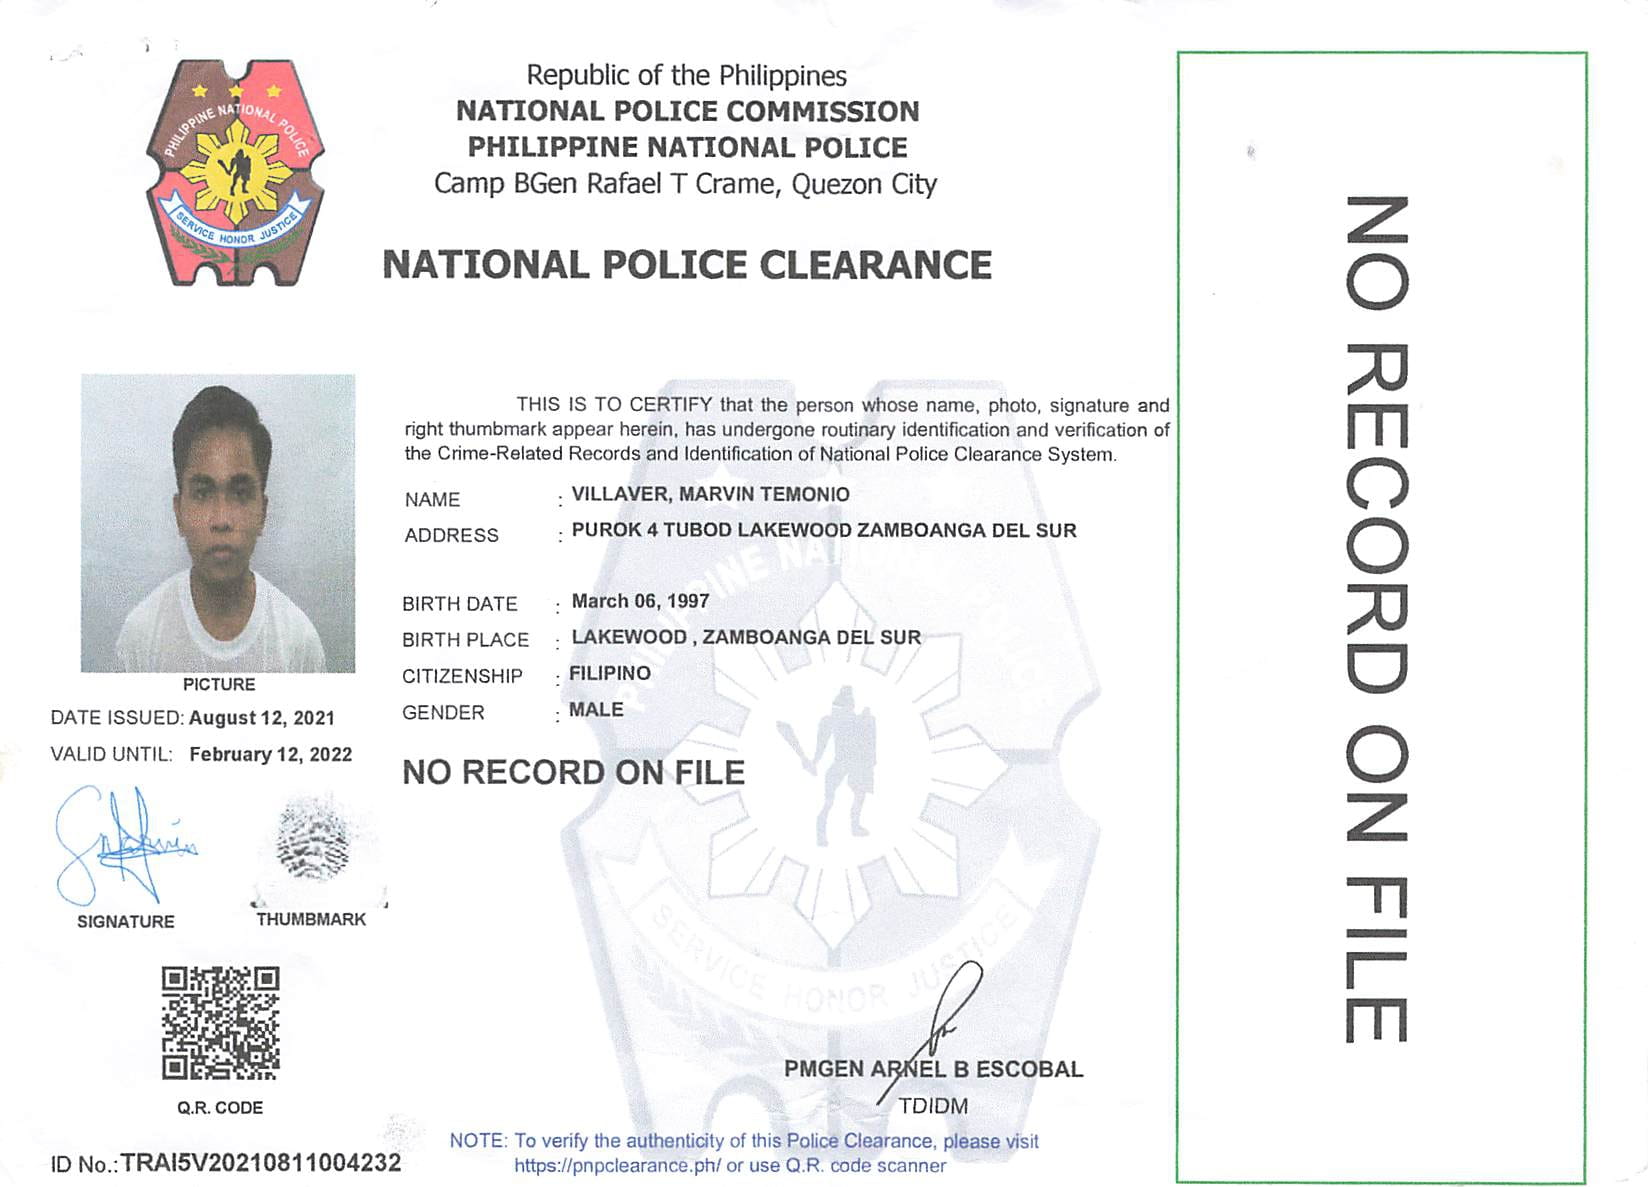 Republic of the Philippines
NATIONAL POLICE COMMISSION
PHILIPPINE NATIONAL POLICE
Camp BGen Rafael T Crame, Quezon City
PHILIPPINE NATIONAL POLICE
SERVICE HONOR JUSTICE
NATIONAL POLICE CLEARANCE
THIS IS TO CERTIFY that the person whose name, photo, signature and
right thumbmark appear herein, has undergone routinary identification and verification of
the Crime-Related Records and Identification of National Police Clearance System.
NAME : VILLAVER, MARVIN TEMONIO
ADDRESS : PUROK 4 TUBOD LAKEWOOD ZAMBOANGA DEL SUR
BIRTH DATE : March 06, 1997
BIRTH PLACE : LAKEWOOD , ZAMBOANGA DEL SUR
CITIZENSHIP : FILIPINO
GENDER : MALE
NO RECORD ON FILE
PICTURE
DATE ISSUED: August 12, 2021
VALID UNTIL: February 12, 2022
SIGNATURE
THUMBMARK
Q.R. CODE
ID No.:TRAI5V20210811004232
SERVICE HONOR JUSTICE
PMGEN ARNEL B ESCOBAL
TDIDM
NOTE: To verify the authenticity of this Police Clearance, please visit
https://pnpclearance.ph/ or use Q.R. code scanner
NO RECORD ON FILE